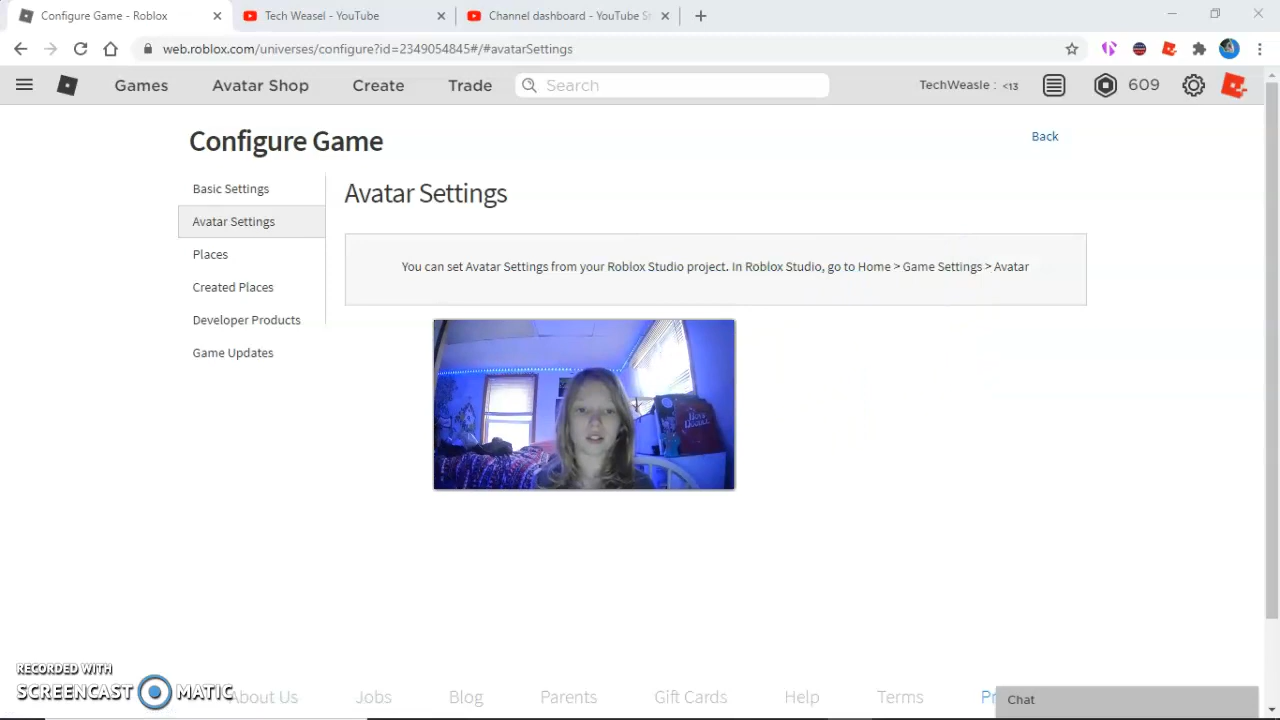 Configure Game - Roblox
Tech Weasel - YouTube
Channel dashboard - YouTube St
web.roblox.com/universes/configure?id=2349054845#/#avatarSettings
Games
Avatar Shop
Create
Trade
Search
TechWeasle : <13
609
Configure Game
Back
Basic Settings
Avatar Settings
Places
Created Places
Developer Products
Game Updates
Avatar Settings
You can set Avatar Settings from your Roblox Studio project. In Roblox Studio, go to Home > Game Settings > Avatar
RECORDED WITH
SCREENCAST MATIC
About Us
Jobs
Blog
Parents
Gift Cards
Help
Terms
Pr
Chat